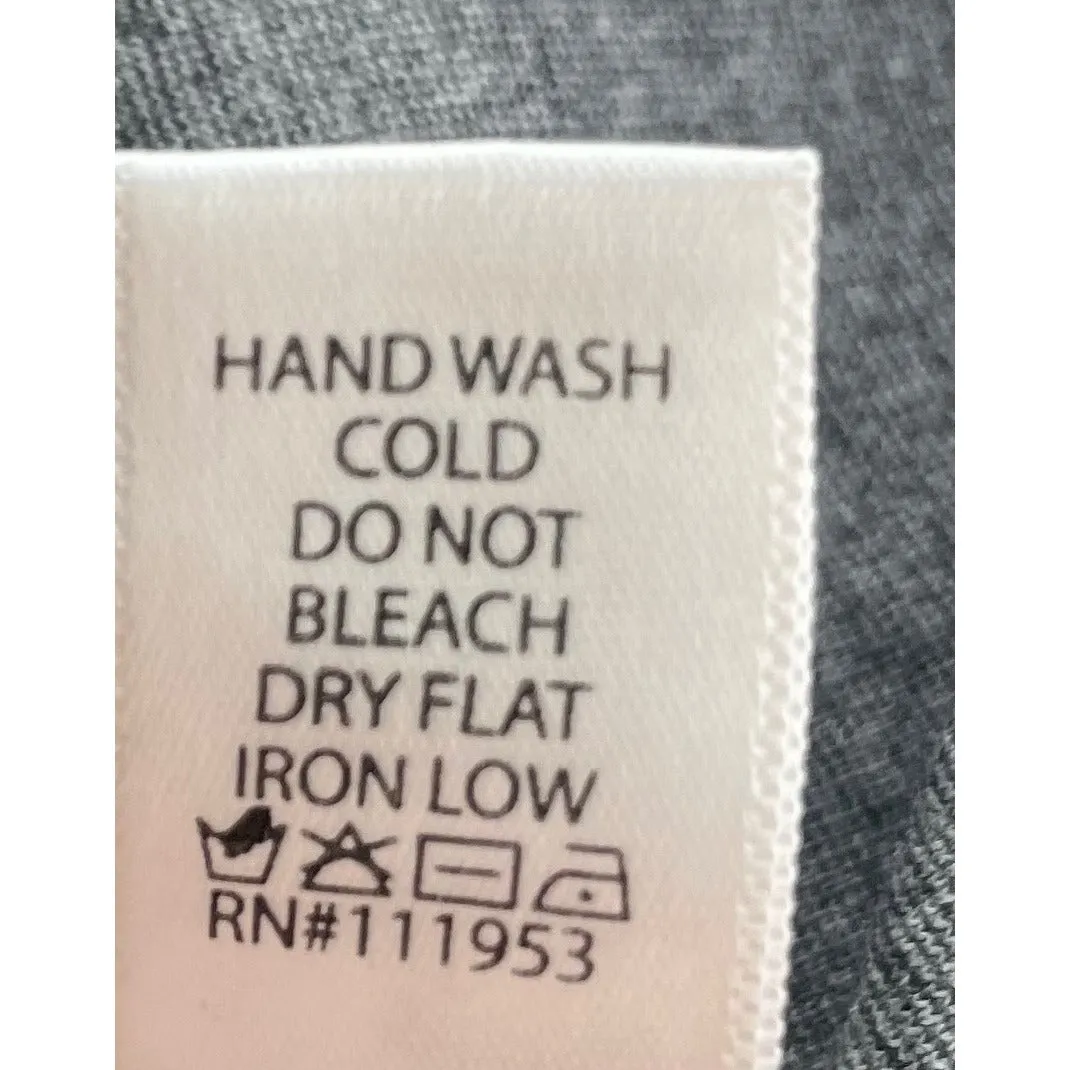 HAND WASH
COLD
DO NOT
BLEACH
DRY FLAT
IRON LOW
RN#111953